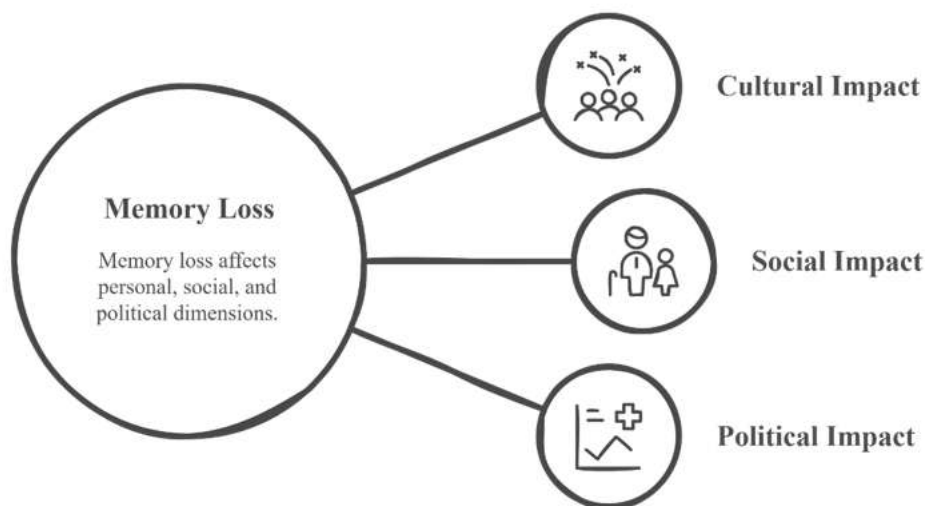 Memory Loss
Memory loss affects
personal, social, and
political dimensions.
Cultural Impact
Social Impact
Political Impact